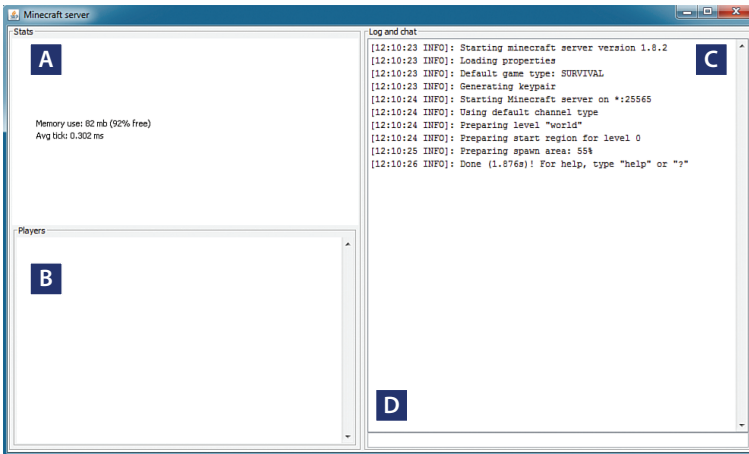 Minecraft server
Stats
A
Memory use: 82 mb (92% free)
Avg tick: 0.302 ms
Players
B
Log and chat
C
[12:10:23 INFO]: Starting minecraft server version 1.8.2
[12:10:23 INFO]: Loading properties
[12:10:23 INFO]: Default game type: SURVIVAL
[12:10:23 INFO]: Generating keypair
[12:10:24 INFO]: Starting Minecraft server on *:25565
[12:10:24 INFO]: Using default channel type
[12:10:24 INFO]: Preparing level "world"
[12:10:24 INFO]: Preparing start region for level 0
[12:10:25 INFO]: Preparing spawn area: 55%
[12:10:26 INFO]: Done (1.876s)! For help, type "help" or "?"
D